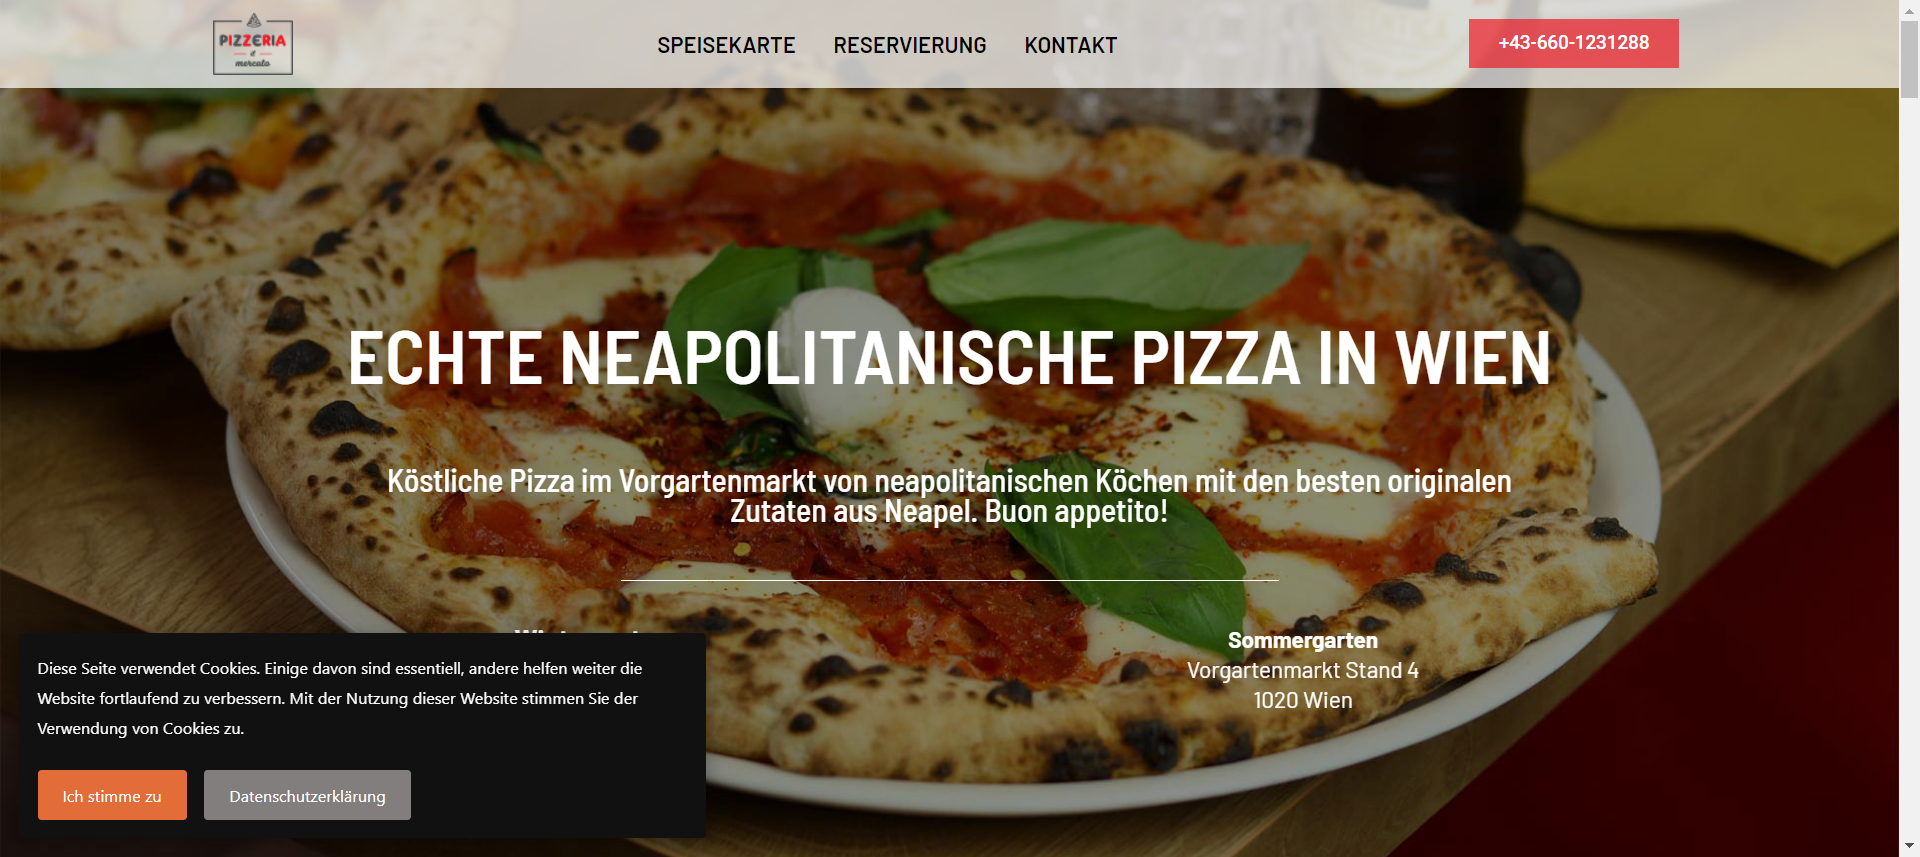 PIZZERIA
mercato
SPEISEKARTE
RESERVIERUNG
KONTAKT
+43-660-1231288
ECHTE NEAPOLITANISCHE PIZZA IN WIEN
Köstliche Pizza im Vorgartenmarkt von neapolitanischen Köchen mit den besten originalen
Zutaten aus Neapel. Buon appetito!
Sommergarten
Vorgartenmarkt Stand 4
1020 Wien
Diese Seite verwendet Cookies. Einige davon sind essentiell, andere helfen weiter die
Website fortlaufend zu verbessern. Mit der Nutzung dieser Website stimmen Sie der
Verwendung von Cookies zu.
Ich stimme zu
Datenschutzerklärung